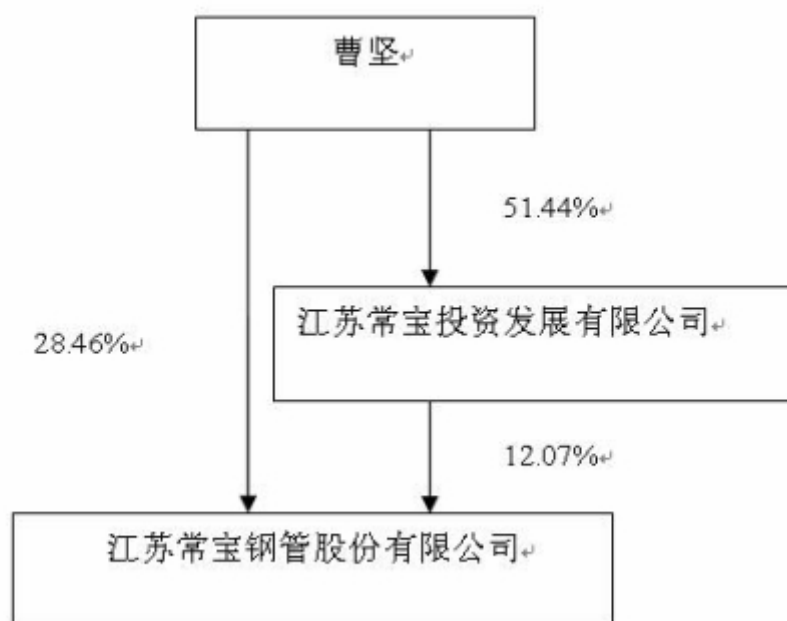 曹坚
51.44%
江苏常宝投资发展有限公司
28.46%
12.07%
江苏常宝钢管股份有限公司